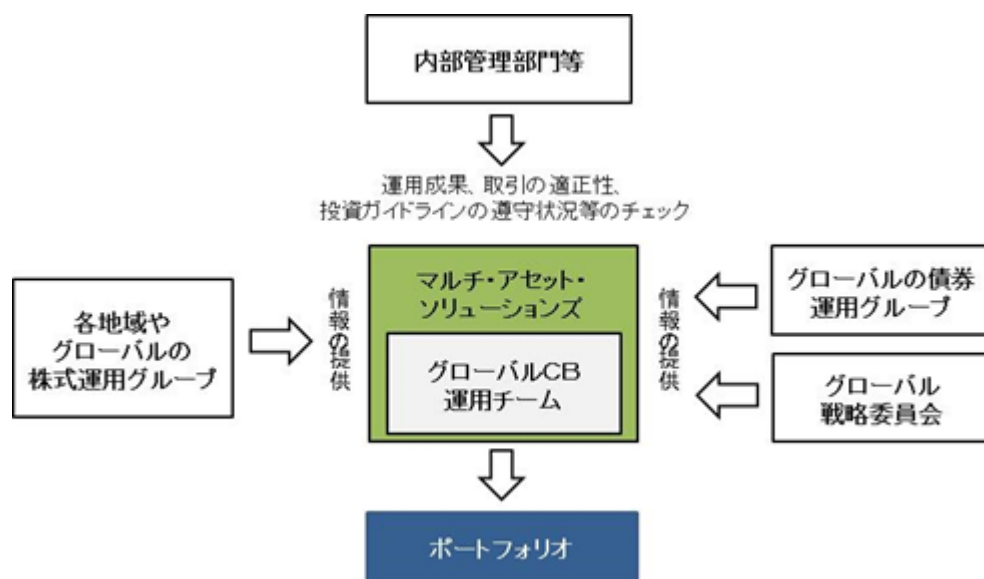 内部管理部門等
運用成果、取引の適正性、
投資ガイドラインの遵守状況等のチェック
各地域や
グローバルの
株式運用グループ
情報の提供
マルチ・アセット・
ソリューションズ
グローバルCB
運用チーム
情報の提供
グローバルの債券
運用グループ
グローバル
戦略委員会
ポートフォリオ